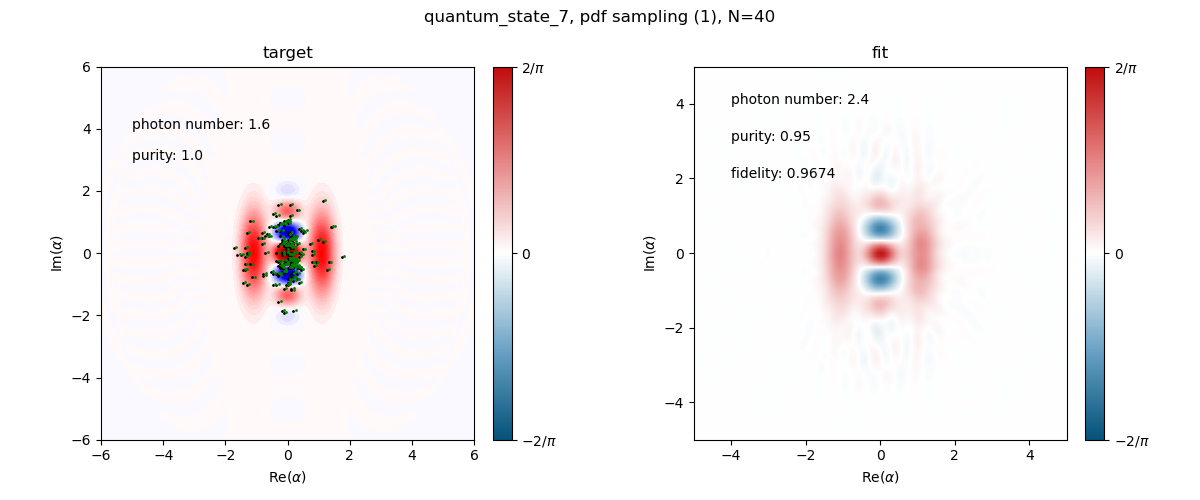 quantum_state_7, pdf sampling (1), N=40
target
photon number: 1.6
purity: 1.0
6
4
2
0
−2
−4
−6
−6
−4
−2
0
2
4
6
Im(α)
Re(α)
2/π
0
−2/π
fit
photon number: 2.4
purity: 0.95
fidelity: 0.9674
4
2
0
−2
−4
−4
−2
0
2
4
Im(α)
Re(α)
2/π
0
−2/π